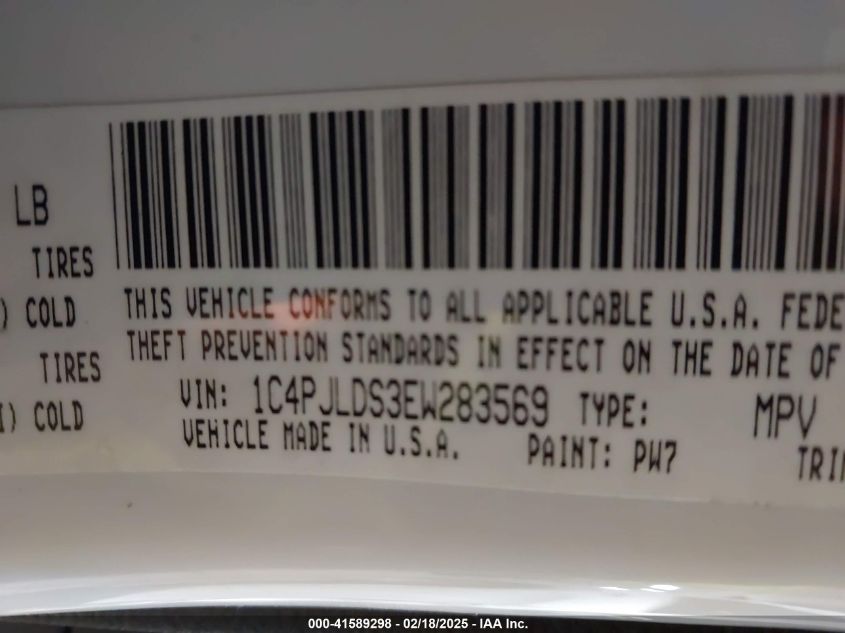 LB
TIRES
) COLD
TIRES
I) COLD
THIS VEHICLE CONFORMS TO ALL APPLICABLE U.S.A. FEDE
THEFT PREVENTION STANDARDS IN EFFECT ON THE DATE OF
VIN: 1C4PJLDS3EW283569 TYPE: MPV
VEHICLE MADE IN U.S.A. PAINT: PW7
TRIM
000-41589298 - 02/18/2025 - IAA Inc.